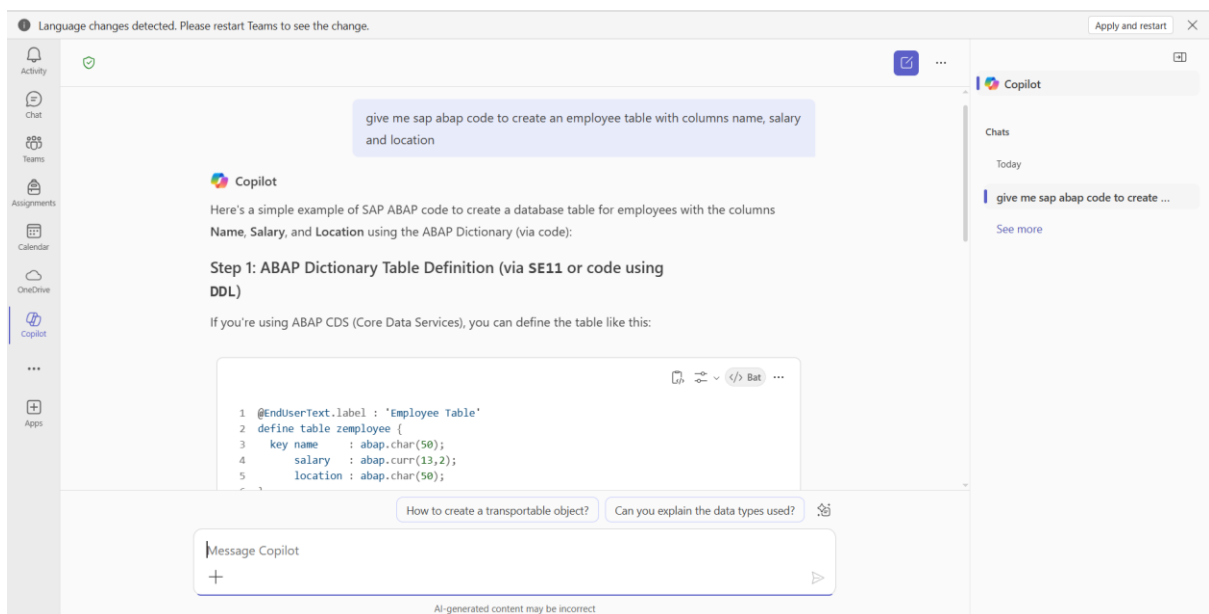 Language changes detected. Please restart Teams to see the change.
Apply and restart
Activity
Chat
Teams
Assignments
Calendar
OneDrive
Copilot
Apps
give me sap abap code to create an employee table with columns name, salary
and location
Copilot
Here's a simple example of SAP ABAP code to create a database table for employees with the columns
Name, Salary, and Location using the ABAP Dictionary (via code):
Step 1: ABAP Dictionary Table Definition (via SE11 or code using
DDL)
If you're using ABAP CDS (Core Data Services), you can define the table like this:
</> Bat
1 @EndUserText.label : 'Employee Table'
2 define table zemployee {
3 key name : abap.char(50);
4 salary : abap.curr(13,2);
5 location : abap.char(50);
How to create a transportable object?
Can you explain the data types used?
Message Copilot
AI-generated content may be incorrect
Copilot
Chats
Today
give me sap abap code to create ...
See more